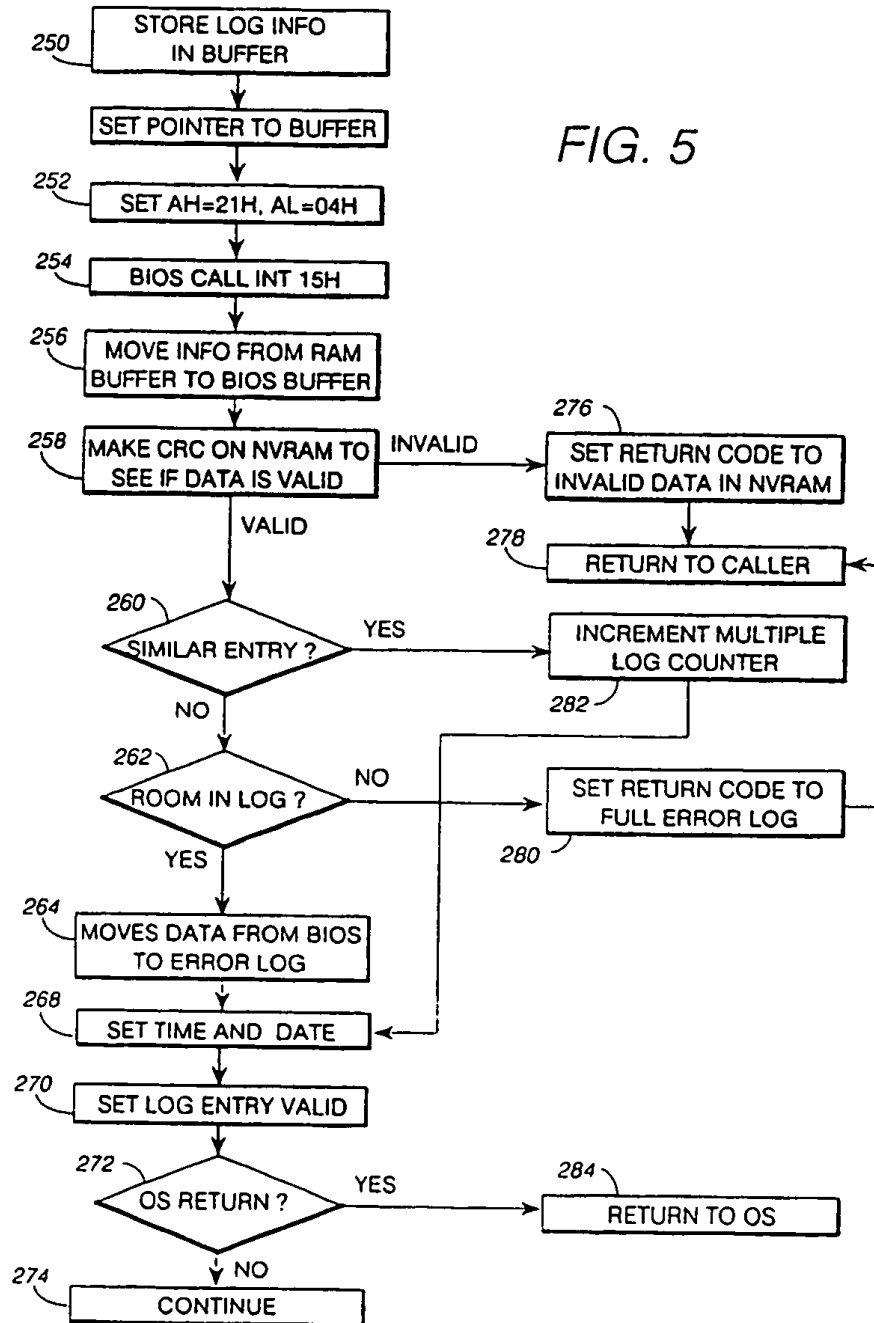 STORE LOG INFO
IN BUFFER
250
SET POINTER TO BUFFER
FIG. 5
252
SET AH=21H, AL=04H
254
BIOS CALL INT 15H
256
MOVE INFO FROM RAM
BUFFER TO BIOS BUFFER
258
MAKE CRC ON NVRAM TO
SEE IF DATA IS VALID
INVALID
276
SET RETURN CODE TO
INVALID DATA IN NVRAM
VALID
278
RETURN TO CALLER
260
SIMILAR ENTRY ?
YES
INCREMENT MULTIPLE
LOG COUNTER
282
NO
262
ROOM IN LOG ?
NO
SET RETURN CODE TO
FULL ERROR LOG
280
YES
264
MOVES DATA FROM BIOS
TO ERROR LOG
268
SET TIME AND DATE
270
SET LOG ENTRY VALID
272
OS RETURN ?
YES
284
RETURN TO OS
NO
274
CONTINUE